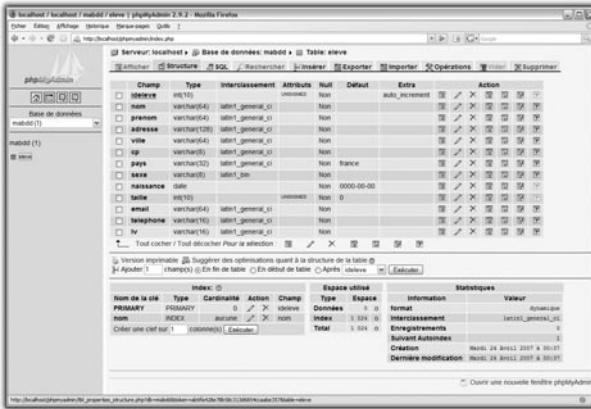 localhost / localhost / mabdd / eleve | phpMyAdmin 2.9.2 - Mozilla Firefox
Fichier Edition Affichage Historique Marque-pages Outils ?
http://localhost/phpmyadmin/index.php
Serveur: localhost Base de données: mabdd Table: eleve
Afficher Structure SQL Rechercher Insérer Exporter Importer Opérations Vider Supprimer
phpMyAdmin
Base de données
mabdd (1)
mabdd (1)
eleve
Champ Type Interclassement Attributs Null Défaut Extra Action
ideleve int(10) UNSIGNED Non auto_increment
nom varchar(64) latin1_general_ci Non
prenom varchar(64) latin1_general_ci Non
adresse varchar(128) latin1_general_ci Non
ville varchar(64) latin1_general_ci Non
cp varchar(8) latin1_general_ci Non
pays varchar(32) latin1_general_ci Non france
sexe varchar(8) latin1_bin Non
naissance date Non 0000-00-00
taille int(10) UNSIGNED Non 0
email varchar(64) latin1_general_ci Non
telephone varchar(16) latin1_general_ci Non
lv varchar(16) latin1_general_ci Non
Tout cocher / Tout décocher Pour la sélection :
Version imprimable Suggérer des optimisations quant à la structure de la table
Ajouter 1 champ(s) En fin de table En début de table Après ideleve Exécuter
Index:
Nom de la clé Type Cardinalité Action Champ
PRIMARY PRIMARY 0 ideleve
nom INDEX aucune nom
Créer une clef sur 1 colonne(s) Exécuter
Espace utilisé
Type Espace
Données 0 o
Index 1 024 o
Total 1 024 o
Statistiques
Information Valeur
format dynamique
Interclassement latin1_general_ci
Enregistrements 0
Suivant Autoindex 1
Création Mardi 24 Avril 2007 à 00:07
Dernière modification Mardi 24 Avril 2007 à 00:07
Ouvrir une nouvelle fenêtre phpMyAdmin